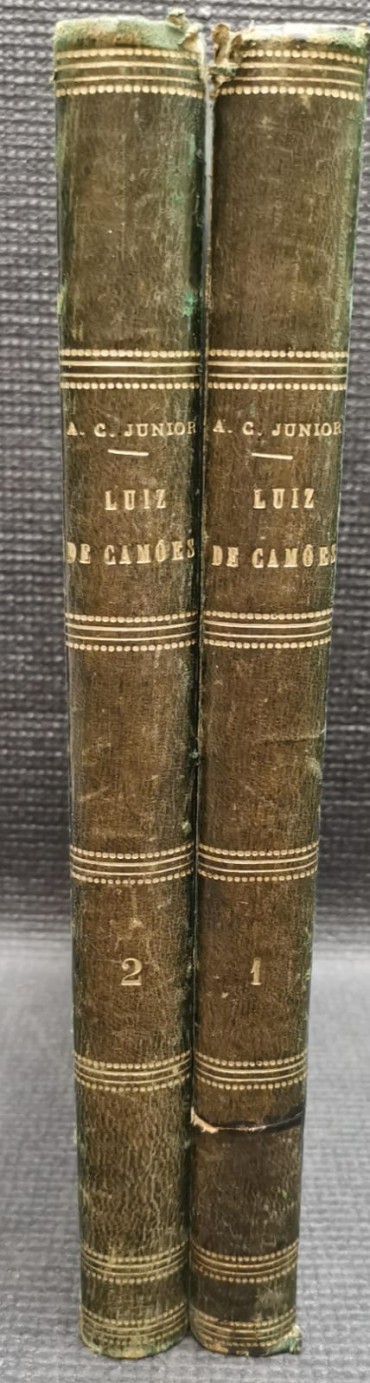 A. C. JUNIOR
LUIZ
DE CAMÕES
2
A. C. JUNIOR
LUIZ
DE CAMÕES
1